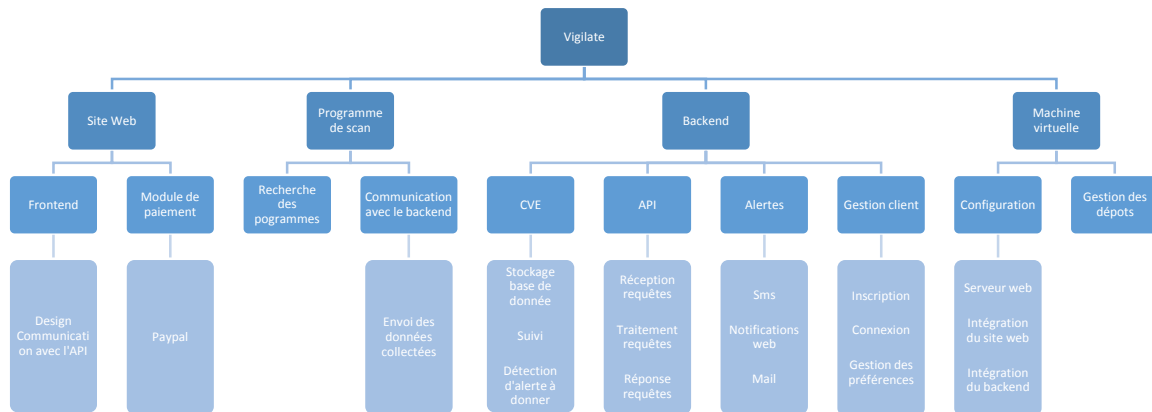 Vigilate
Site Web
Programme
de scan
Backend
Machine
virtuelle
Frontend
Module de
paiement
Recherche
des
pogrammes
Communication
avec le backend
CVE
API
Alertes
Gestion client
Configuration
Gestion des
dépots
Design
Communicati
on avec l'API
Paypal
Envoi des
données
collectées
Stockage
base de
donnée
Suivi
Détection
d'alerte à
donner
Réception
requêtes
Traitement
requêtes
Réponse
requêtes
Sms
Notifications
web
Mail
Inscription
Connexion
Gestion des
préférences
Serveur web
Intégration
du site web
Intégration
du backend